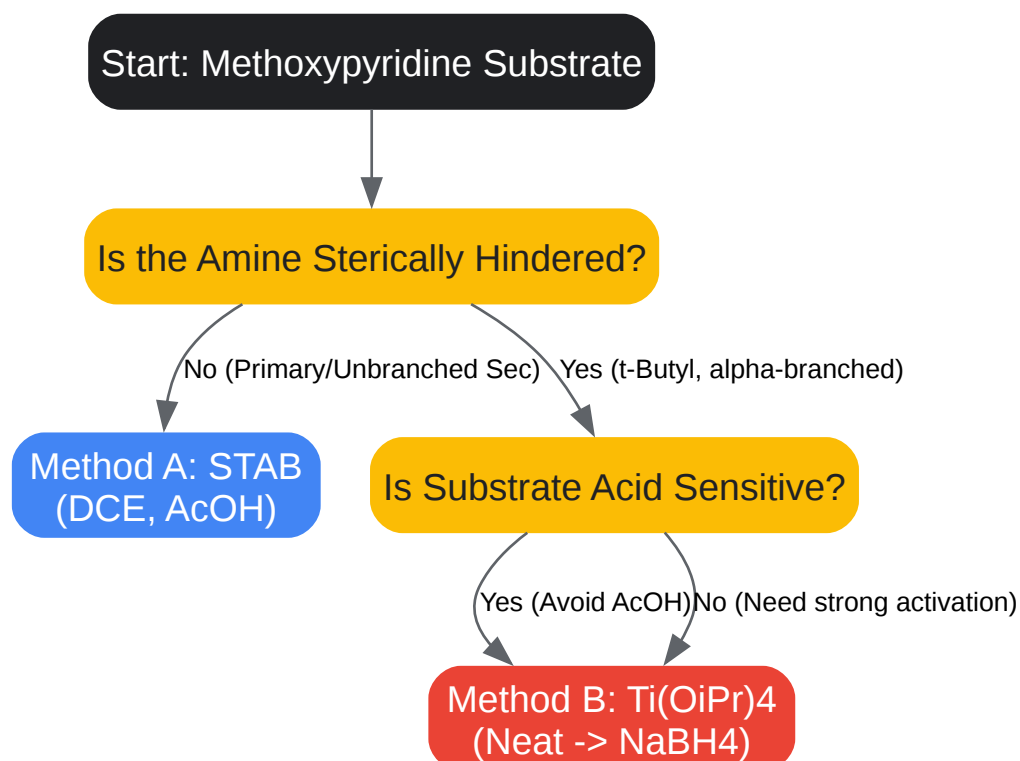 Start: Methoxypyridine Substrate
Is the Amine Sterically Hindered?
No (Primary/Unbranched Sec)
Yes (t-Butyl, alpha-branched)
Method A: STAB
(DCE, AcOH)
Is Substrate Acid Sensitive?
Yes (Avoid AcOH)
No (Need strong activation)
Method B: Ti(OiPr)4
(Neat -> NaBH4)